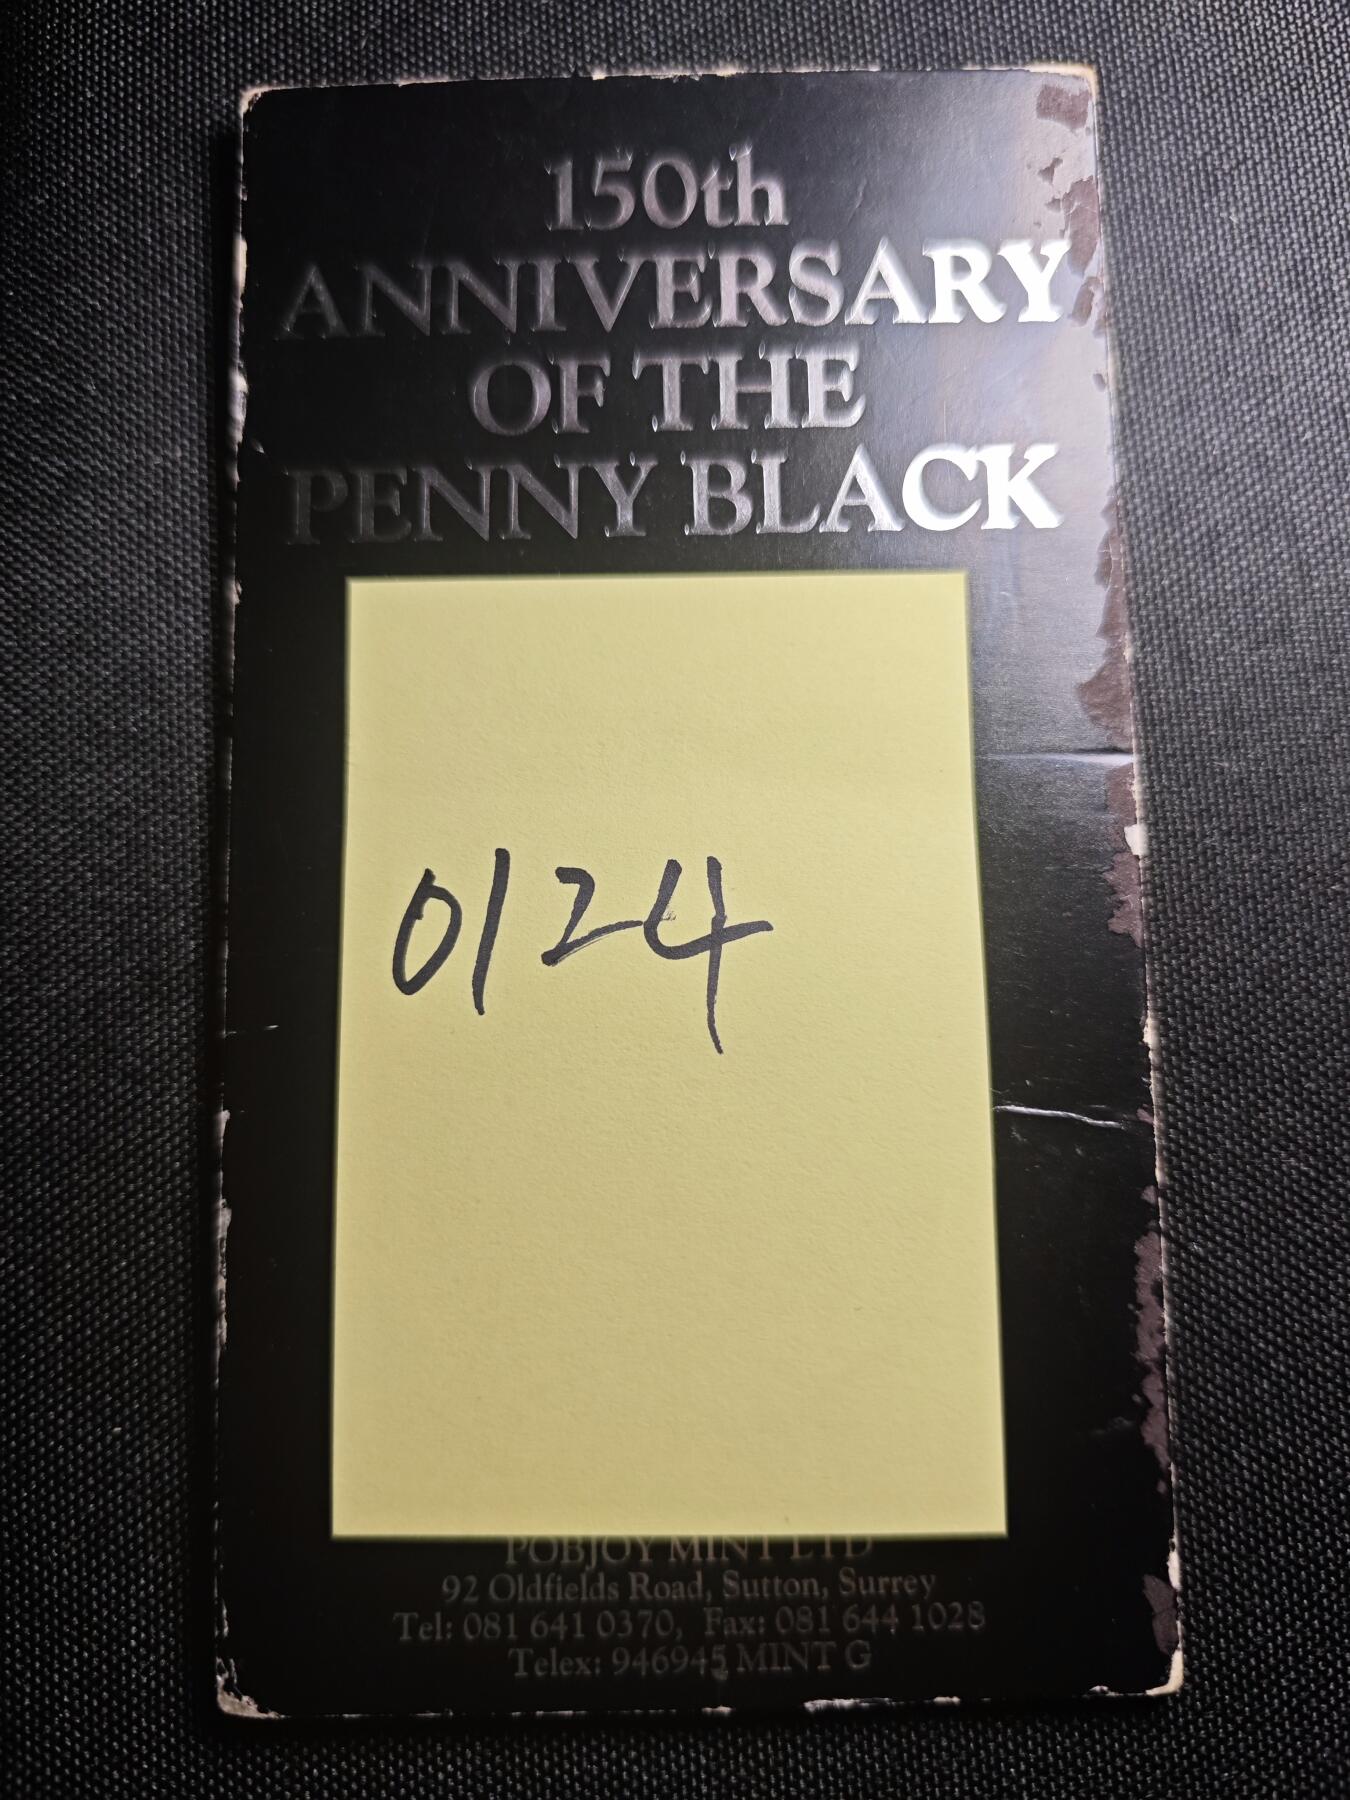 150th
ANNIVERSARY
OF THE
PENNY BLACK
0124
POBJOY MINT LTD
92 Oldfields Road, Sutton, Surrey
Tel: 081 641 0370, Fax: 081 644 1028
Telex: 946945 MINT G